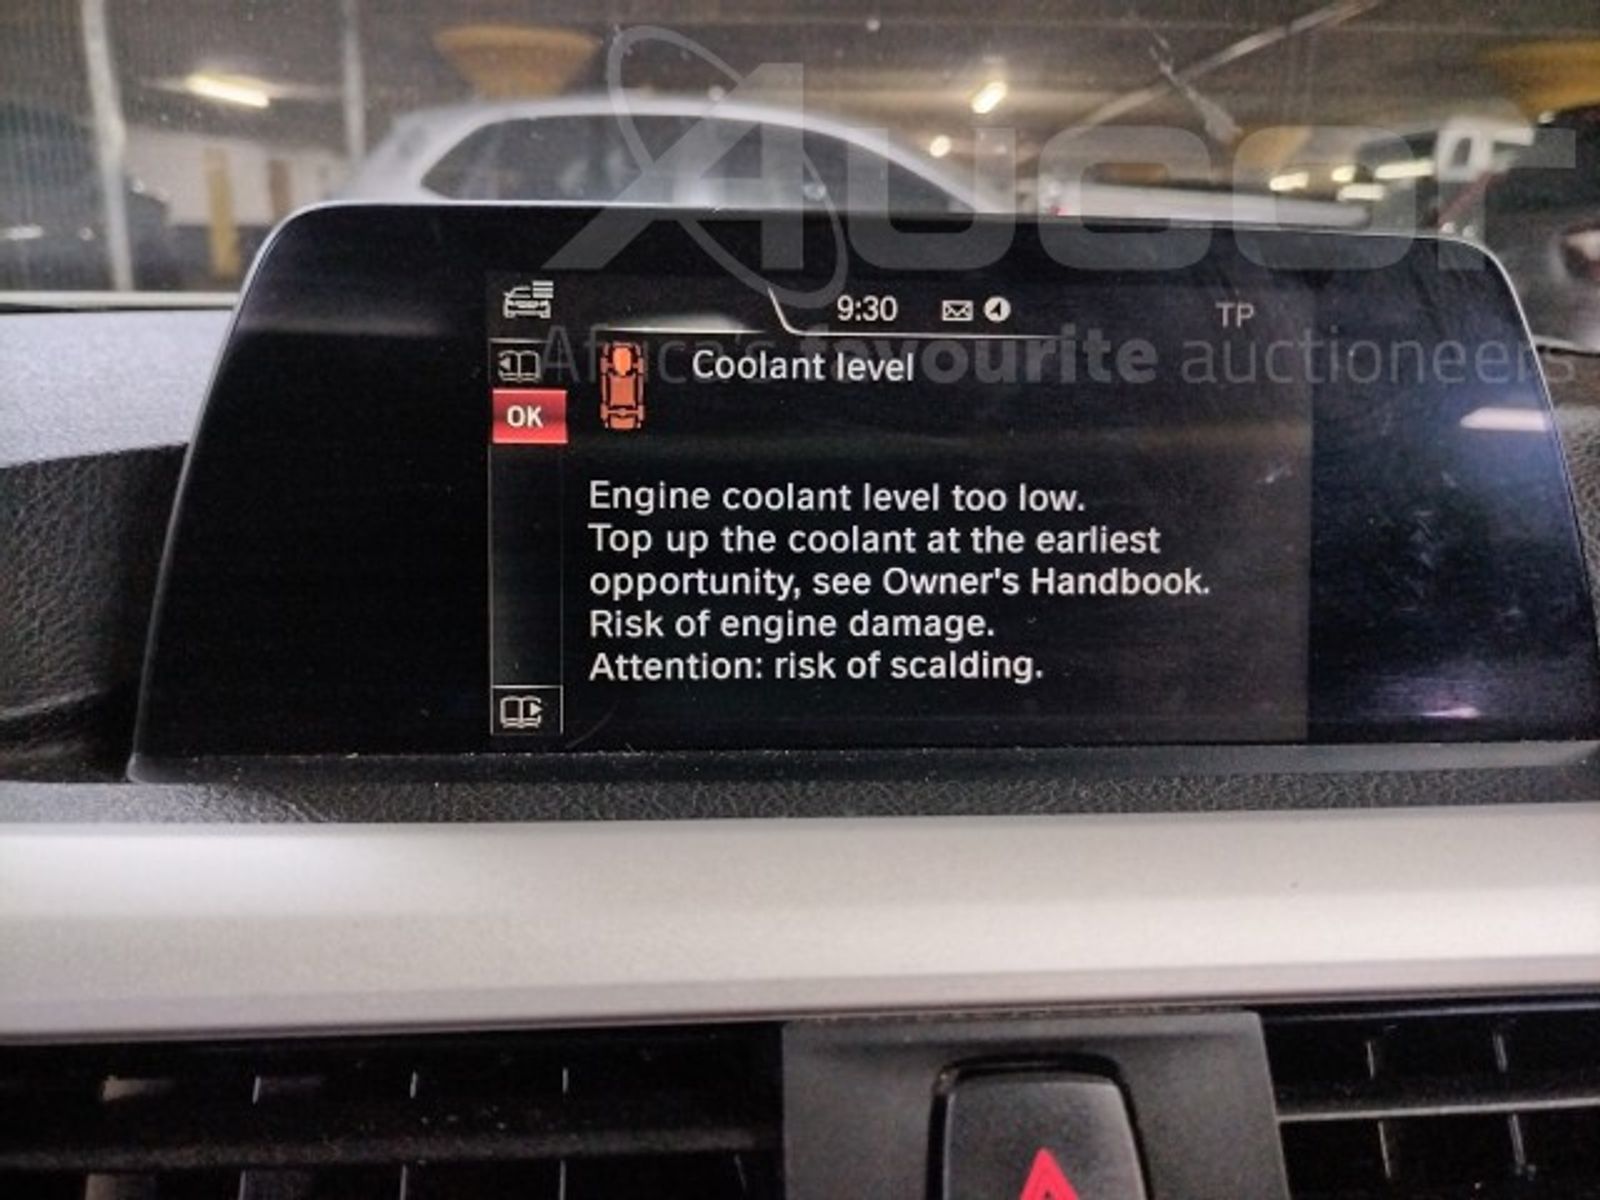 Aucor
Africa's favourite auctioneers
9:30
TP
Coolant level
OK
Engine coolant level too low.
Top up the coolant at the earliest
opportunity, see Owner's Handbook.
Risk of engine damage.
Attention: risk of scalding.